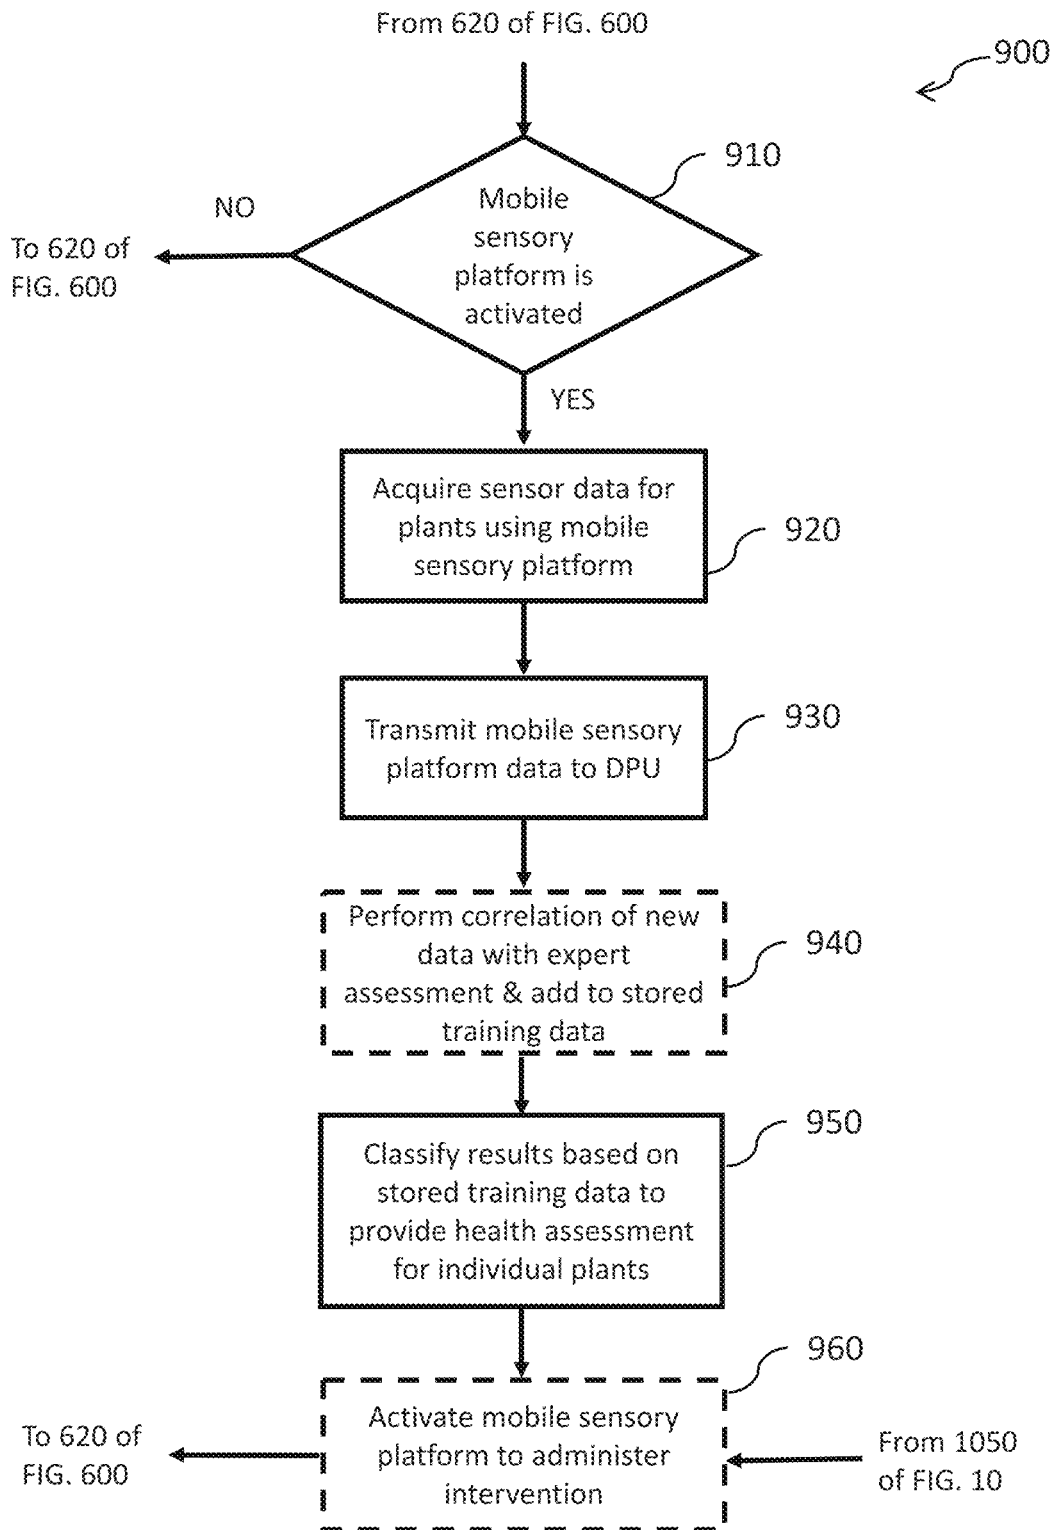 From 620 of FIG. 600
900
910
Mobile
sensory
platform is
activated
NO
To 620 of
FIG. 600
YES
Acquire sensor data for
plants using mobile
sensory platform
920
Transmit mobile sensory
platform data to DPU
930
Perform correlation of new
data with expert
assessment & add to stored
training data
940
Classify results based on
stored training data to
provide health assessment
for individual plants
950
Activate mobile sensory
platform to administer
intervention
960
To 620 of
FIG. 600
From 1050
of FIG. 10